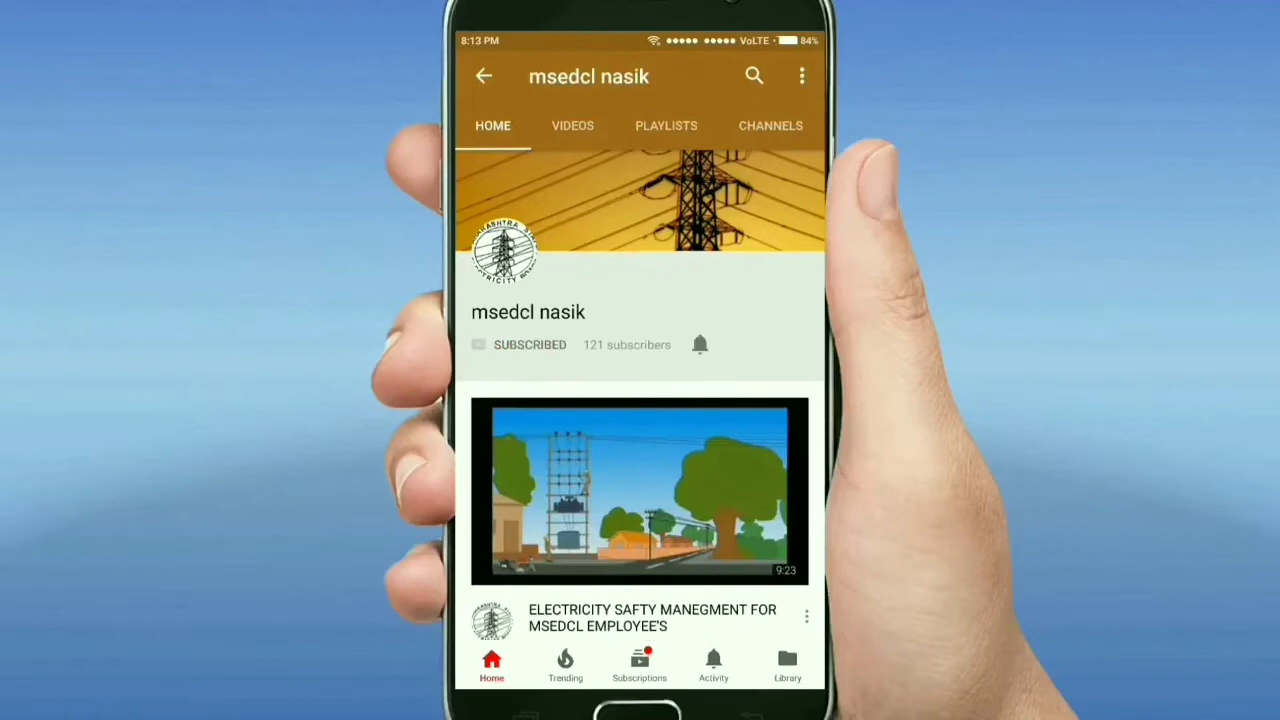 8:13 PM VoLTE 84%
msedcl nasik
HOME VIDEOS PLAYLISTS CHANNELS
msedcl nasik
SUBSCRIBED 121 subscribers
9:23
ELECTRICITY SAFTY MANEGMENT FOR
MSEDCL EMPLOYEE'S
Home Trending Subscriptions Activity Library